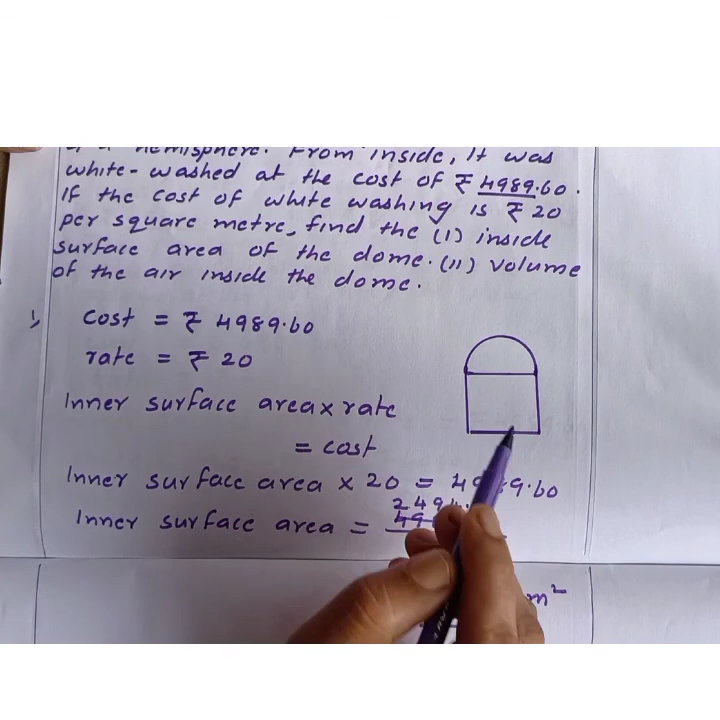 of a hemisphere. From inside, it was
white-washed at the cost of ₹ 4989.60.
If the cost of white washing is ₹ 20
per square metre, find the (i) inside
surface area of the dome. (ii) volume
of the air inside the dome.
1, cost = ₹ 4989.60
rate = ₹ 20
Inner surface area x rate
= cost
Inner surface area × 20 =
Inner surface area =
m²